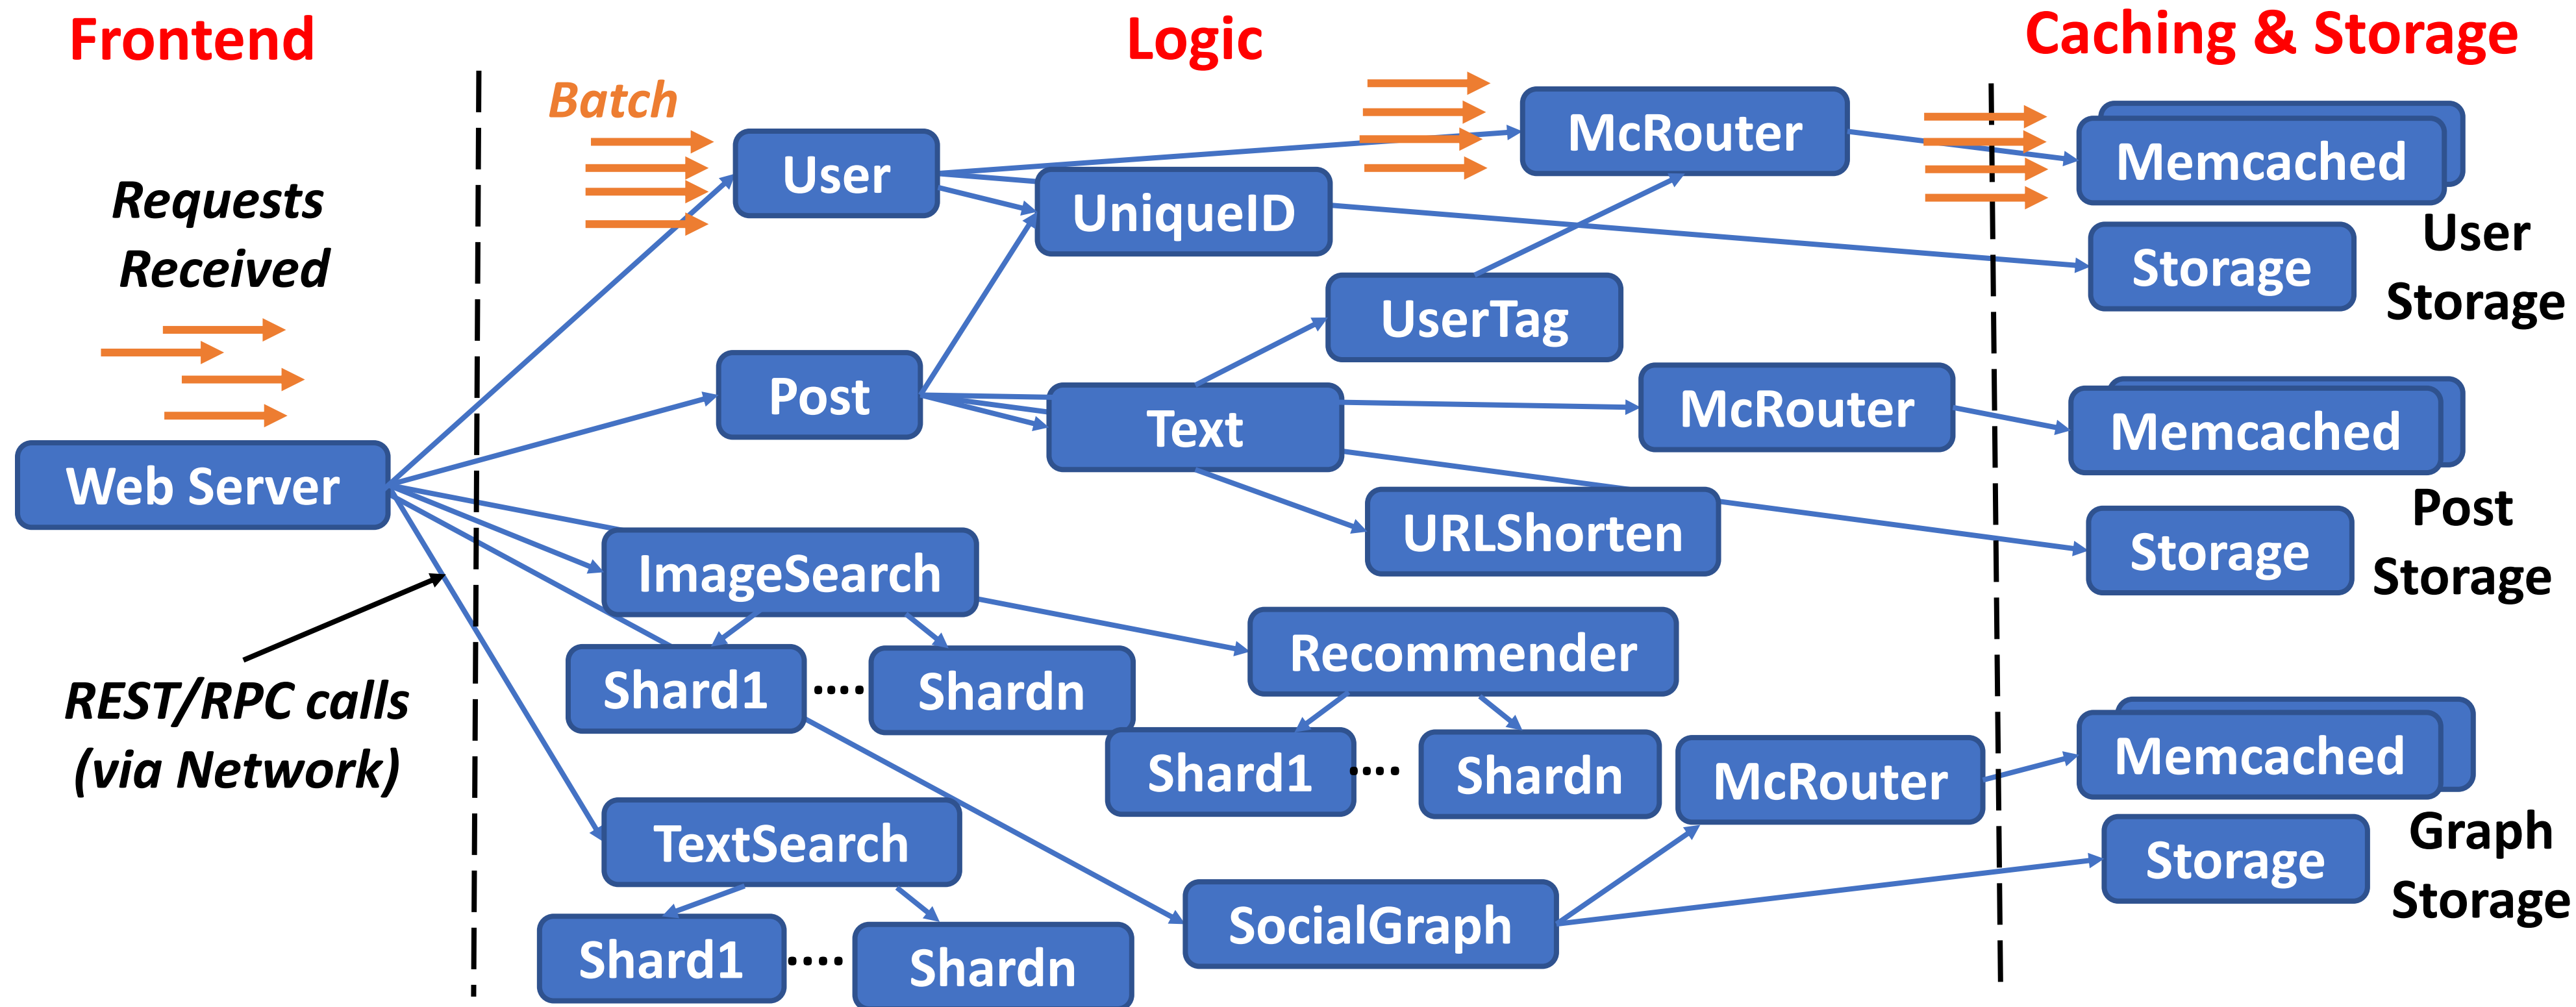 Frontend
Logic
Caching & Storage
Batch
Requests
Received
User
McRouter
Memcached
UniqueID
Storage
User
Storage
UserTag
Post
Text
McRouter
Memcached
Web Server
URLShorten
Storage
Post
Storage
ImageSearch
Recommender
Shard1
....
Shardn
REST/RPC calls
(via Network)
Shard1
....
Shardn
McRouter
Memcached
TextSearch
Storage
Graph
Storage
SocialGraph
Shard1
....
Shardn